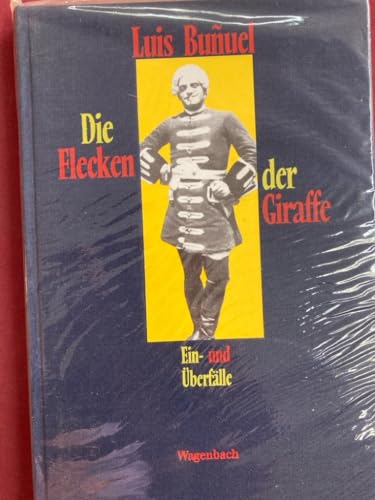 Luis Buñuel
Die
Flecken
der
Giraffe
Ein- und
Überfälle
Wagenbach